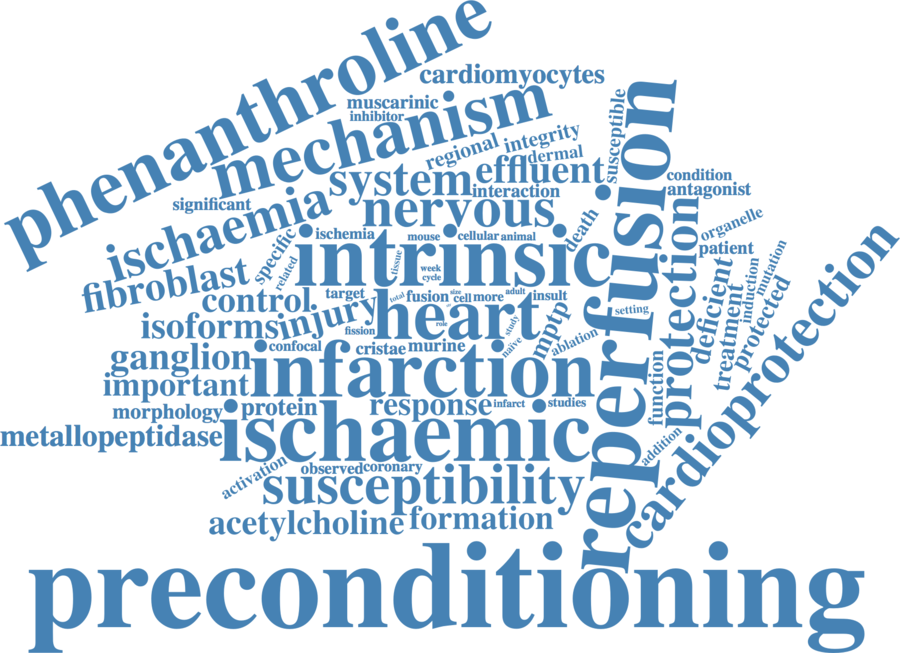 phenanthroline
cardiomyocytes
muscarinic
inhibitor
mechanism
regional
integrity
dermal
susceptible
reperfusion
system
effluent
interaction
condition
antagonist
significant
nervous
ischaemia
specific
related
ischemia
mouse
cellular
animal
death
intrinsic
tissue
week
cycle
protection
organelle
patient
fibroblast
control
target
total
fusion
size
cell
more
adult
insult
setting
deficient
treatment
induction
mutation
protected
isoforms
injury
fission
heart
role
study
naïve
mptp
ablation
ganglion
confocal
cristae
murine
important
infarction
function
morphology
protein
response
infarct
studies
metallopeptidase
ischaemic
cardioprotection
addition
activation
observed
coronary
susceptibility
acetylcholine
formation
preconditioning